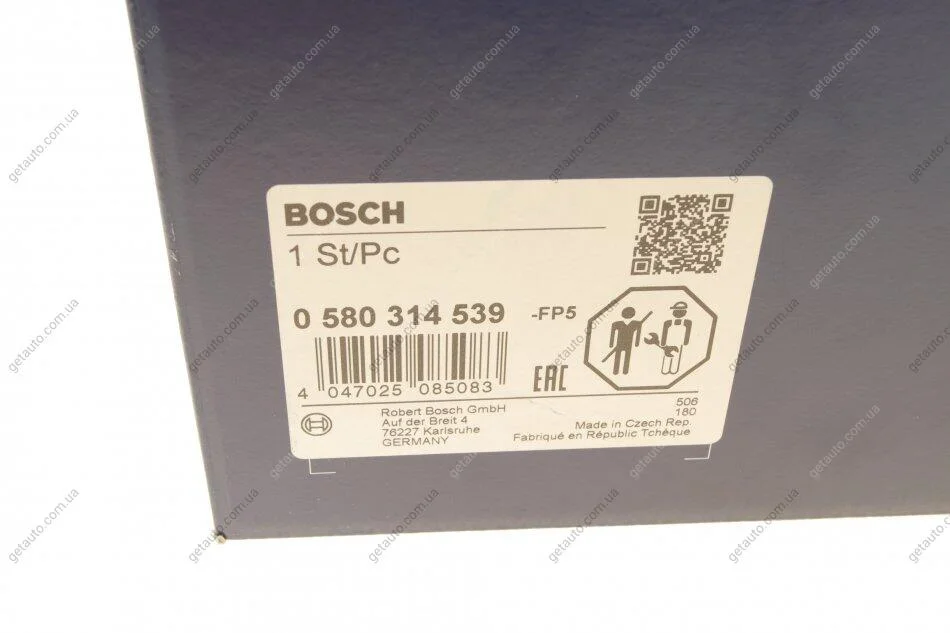 BOSCH
1 St/Pc
0 580 314 539 -FP5
4 047025 085083
EAC
Robert Bosch GmbH
Auf der Breit 4
76227 Karlsruhe
GERMANY
506
180
Made in Czech Rep.
Fabriqué en Républic Tchèque
getauto.com.ua